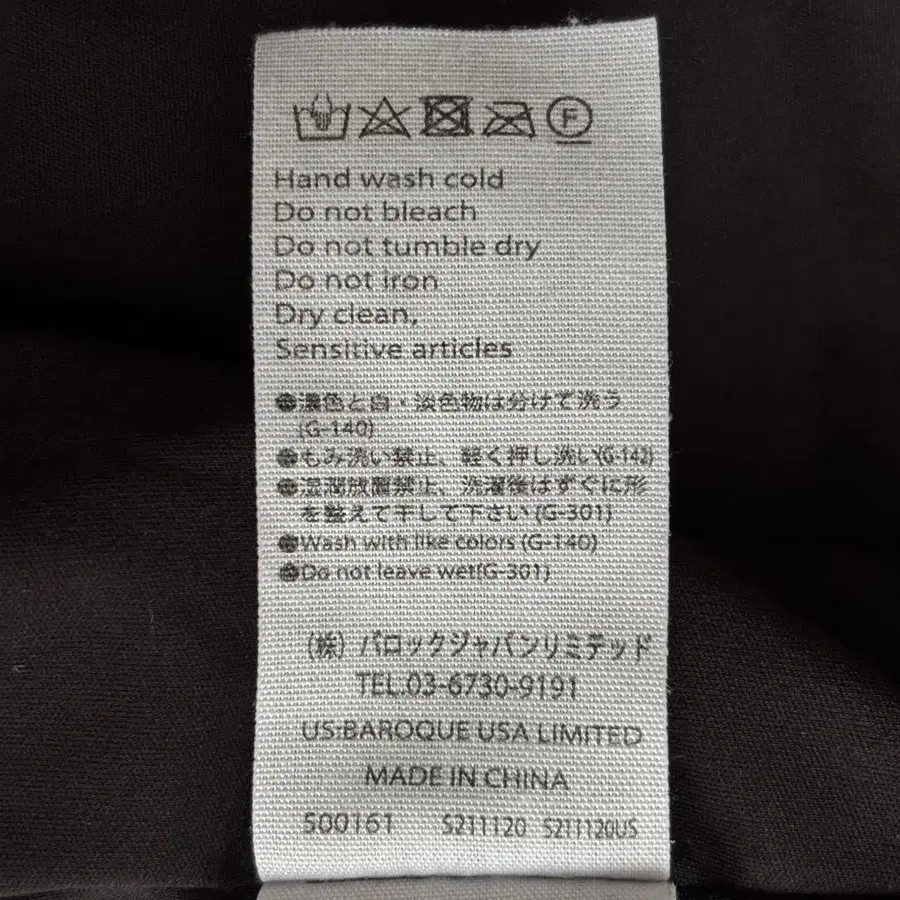 F
Hand wash cold
Do not bleach
Do not tumble dry
Do not iron
Dry clean,
Sensitive articles
●濃色と白・淡色物は分けて洗う
(G-140)
●もみ洗い禁止、軽く押し洗い(G-142)
●湿潤放置禁止、洗濯後はすぐに形
を整えて干して下さい (G-301)
●Wash with like colors (G-140)
●Do not leave wet(G-301)
(株) バロックジャパンリミテッド
TEL.03-6730-9191
US:BAROQUE USA LIMITED
MADE IN CHINA
500161 S211120 S211120US